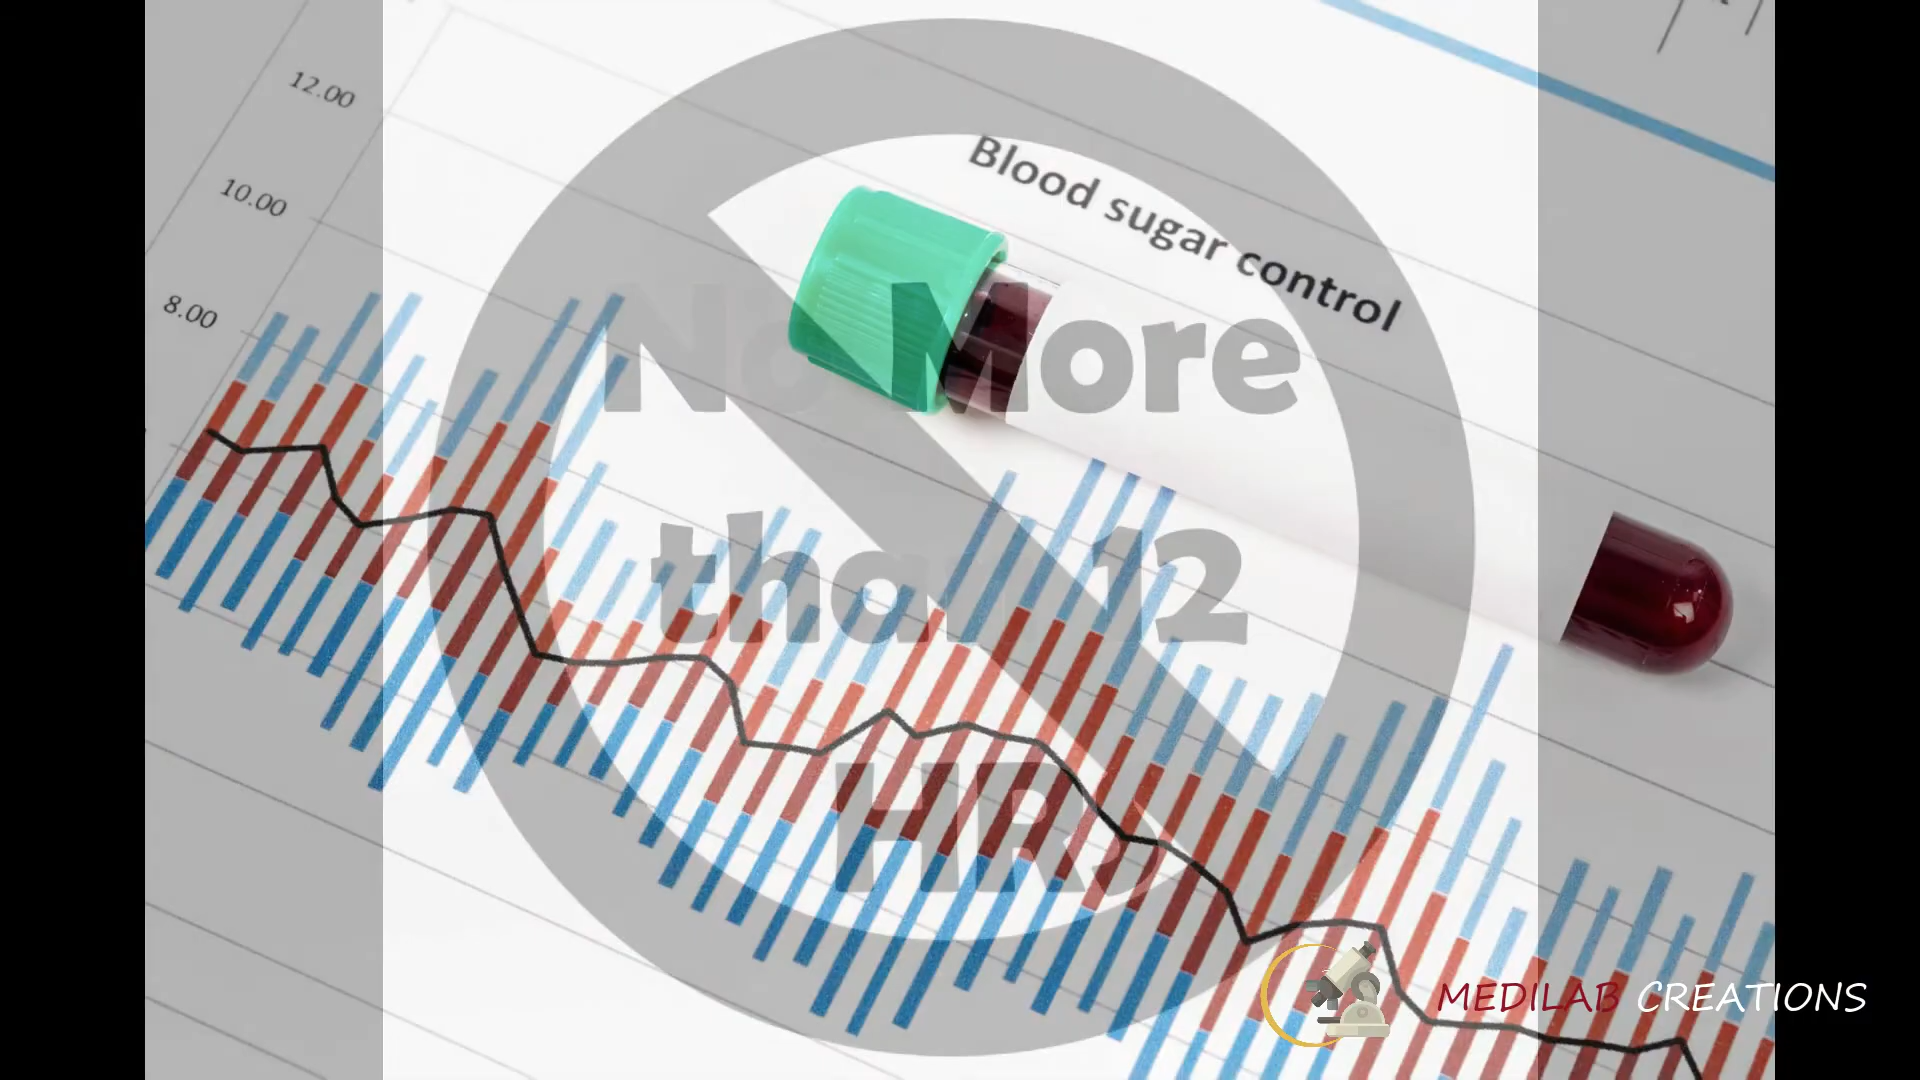 12.00
10.00
8.00
Blood sugar control
No More
than 12
HRS
MEDILAB CREATIONS